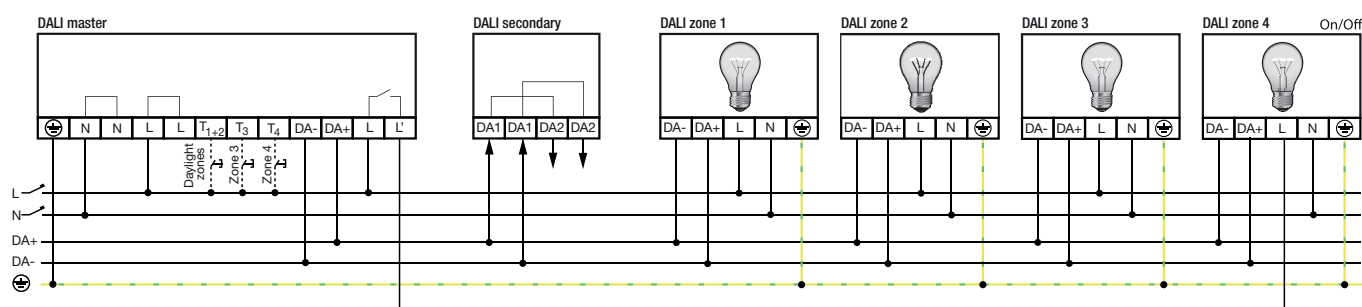 DALI master
DALI secondary
DALI zone 1
DALI zone 2
DALI zone 3
DALI zone 4
On/Off
N N L L T1+2 T3 T4 DA- DA+ L L'
DA1 DA1 DA2 DA2
DA- DA+ L N
DA- DA+ L N
DA- DA+ L N
DA- DA+ L N
Daylight
zones
Zone 3
Zone 4
L
N
DA+
DA-